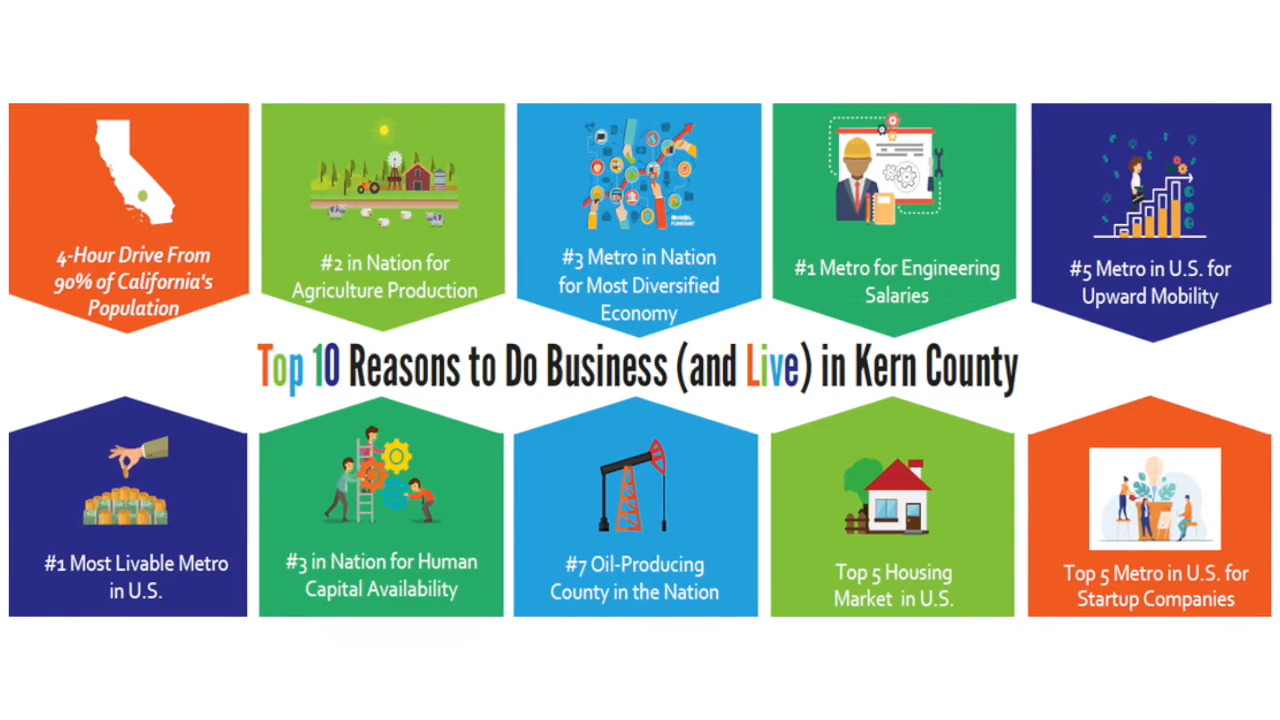 4-Hour Drive From
90% of California's
Population
#2 in Nation for
Agriculture Production
#3 Metro in Nation
for Most Diversified
Economy
#1 Metro for Engineering
Salaries
#5 Metro in U.S. for
Upward Mobility
Top 10 Reasons to Do Business (and Live) in Kern County
#1 Most Livable Metro
in U.S.
#3 in Nation for Human
Capital Availability
#7 Oil-Producing
County in the Nation
Top 5 Housing
Market in U.S.
Top 5 Metro in U.S. for
Startup Companies